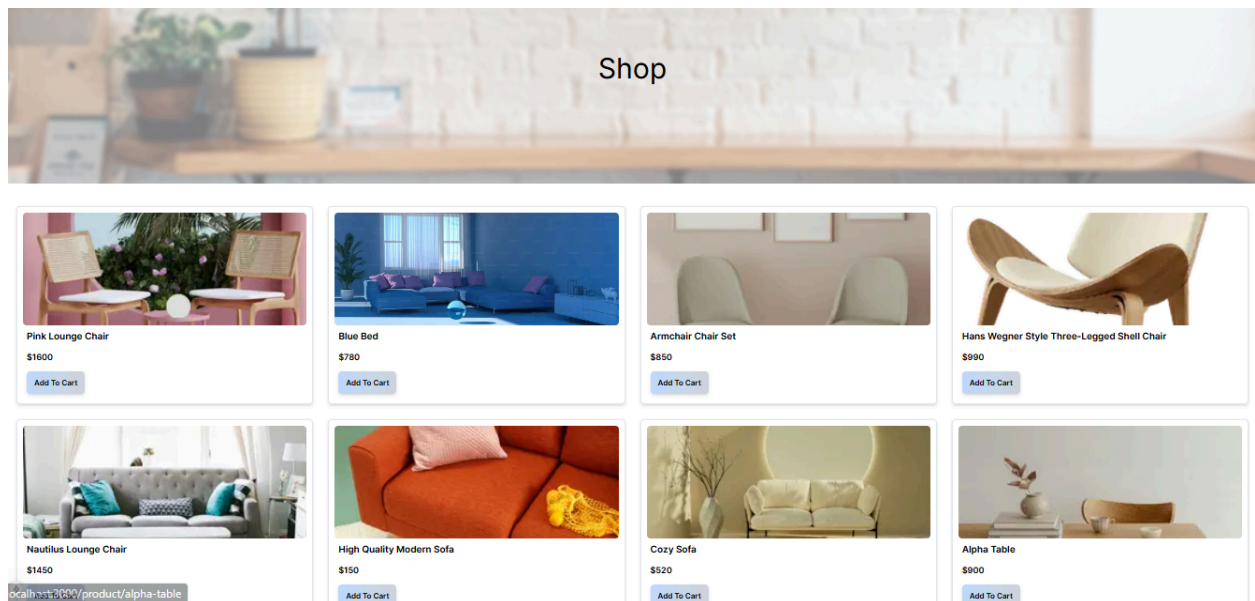 Shop
Pink Lounge Chair
$1600
Add To Cart
Blue Bed
$780
Add To Cart
Armchair Chair Set
$850
Add To Cart
Hans Wegner Style Three-Legged Shell Chair
$990
Add To Cart
Nautilus Lounge Chair
$1450
High Quality Modern Sofa
$150
Add To Cart
Cozy Sofa
$520
Add To Cart
Alpha Table
$900
Add To Cart
ocalhost:3000/product/alpha-table